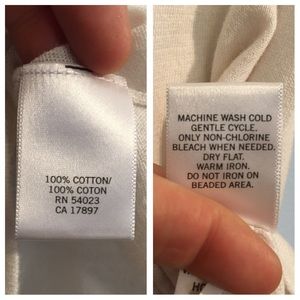 100% COTTON/
100% COTON
RN 54023
CA 17897
MACHINE WASH COLD
GENTLE CYCLE.
ONLY NON-CHLORINE
BLEACH WHEN NEEDED.
DRY FLAT.
WARM IRON.
DO NOT IRON ON
BEADED AREA.